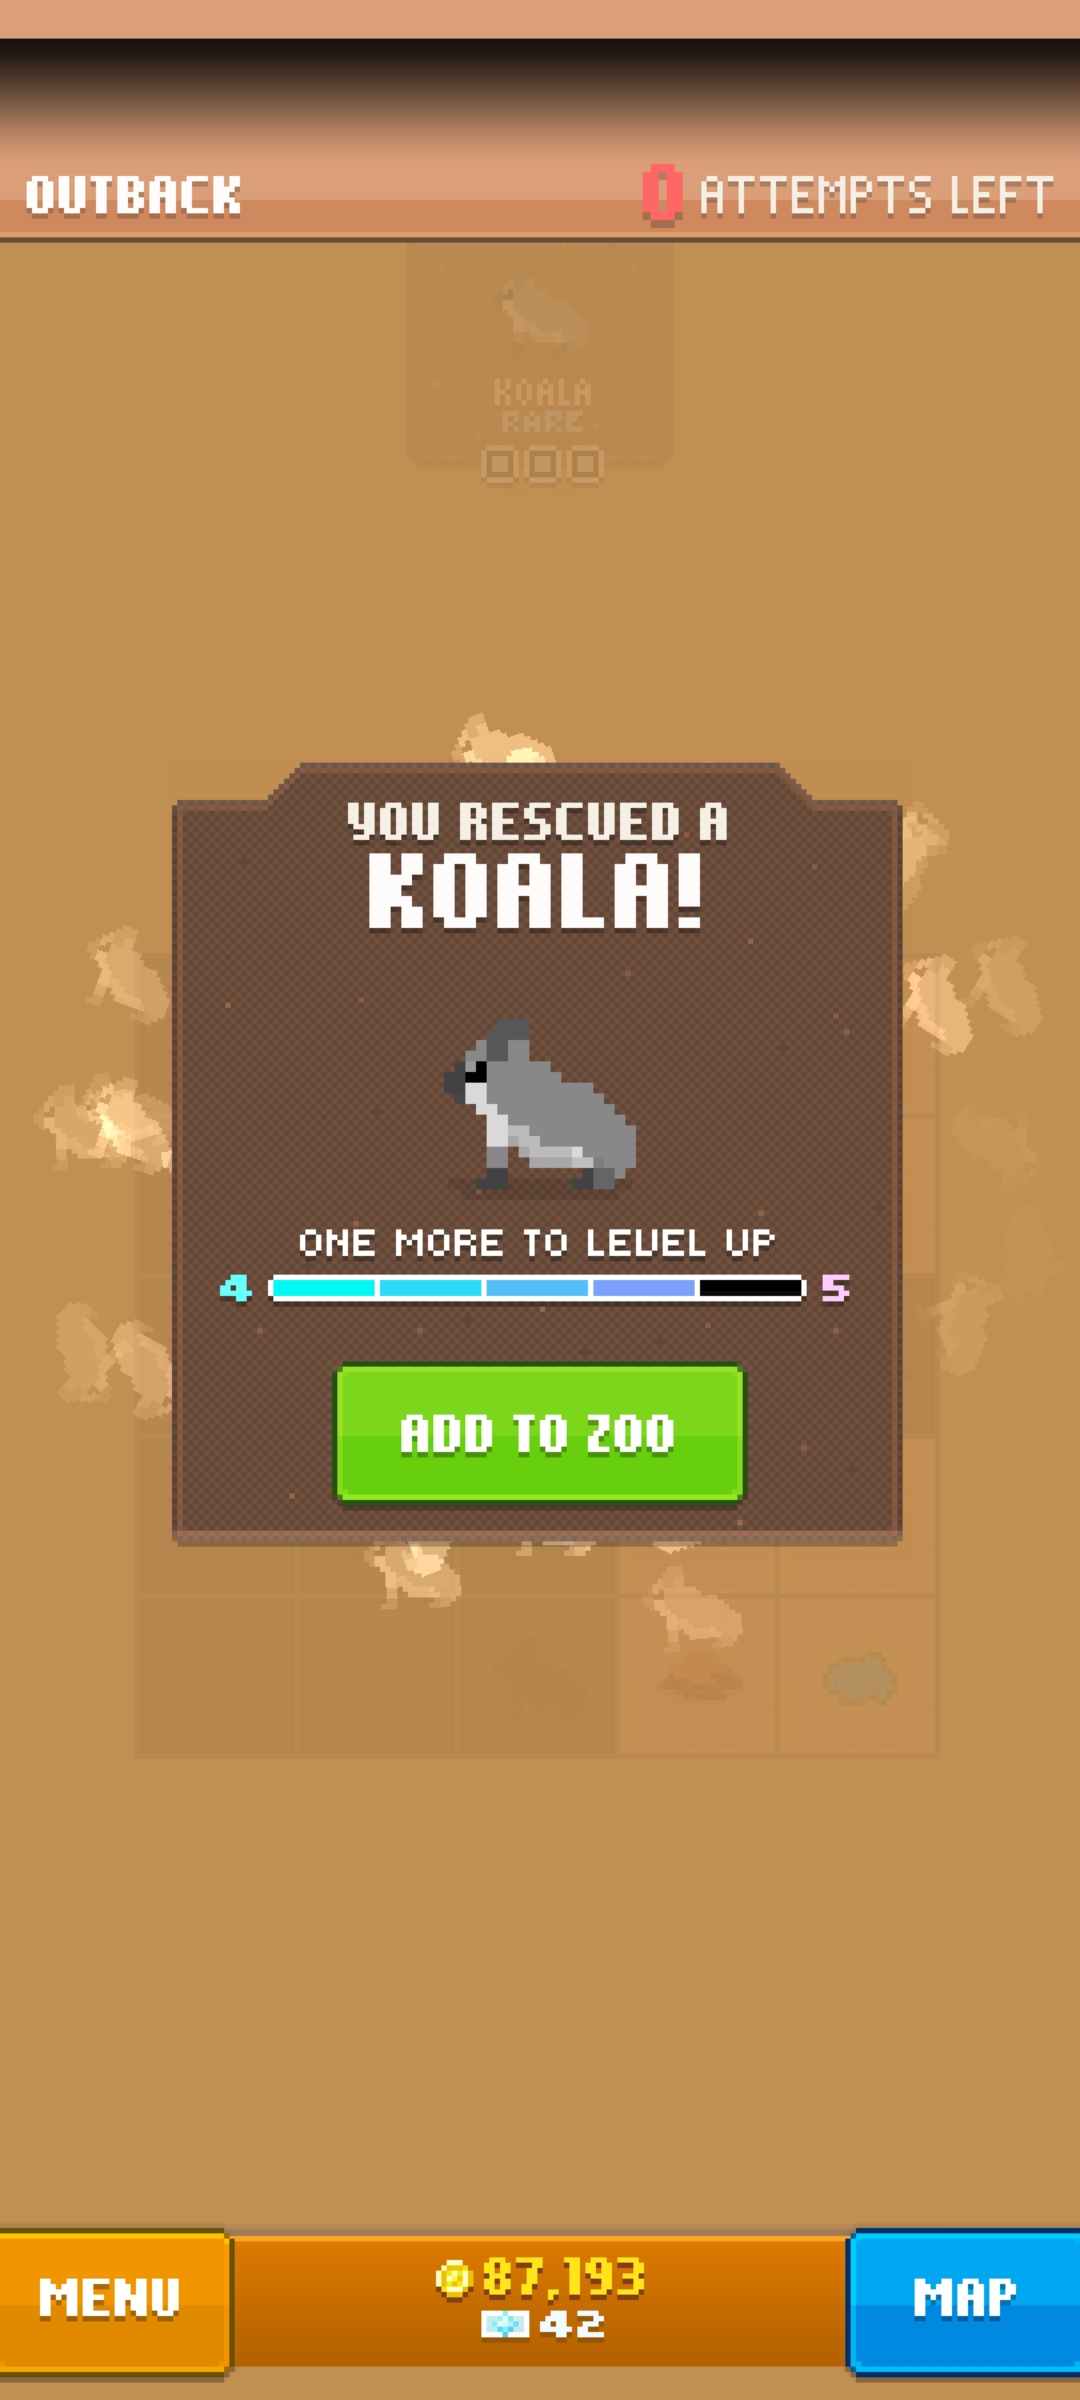 OUTBACK
0 ATTEMPTS LEFT
KOALA
RARE
YOU RESCUED A
KOALA!
ONE MORE TO LEVEL UP
4 5
ADD TO ZOO
MENU
87,193
42
MAP